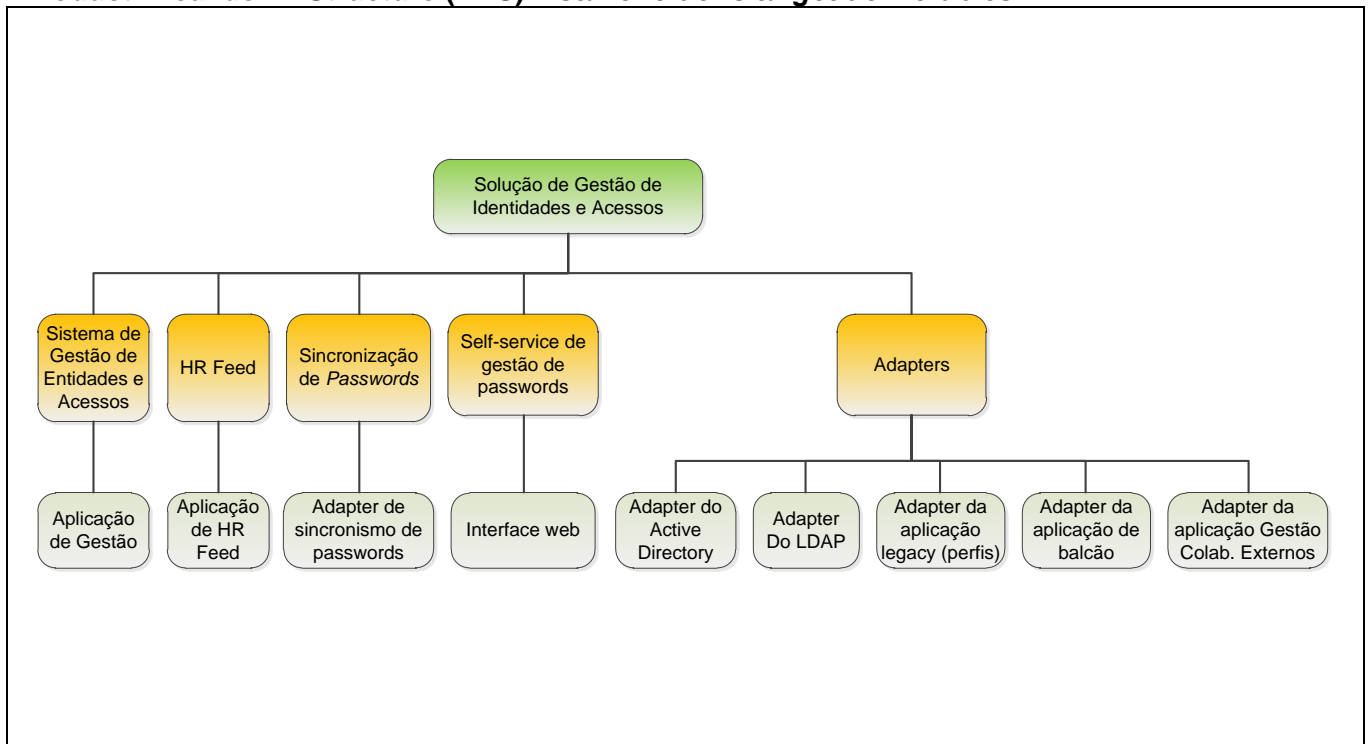 Solução de Gestão de
Identidades e Acessos
Sistema de
Gestão de
Entidades e
Acessos
HR Feed
Sincronização
de Passwords
Self-service de
gestão de
passwords
Adapters
Aplicação
de Gestão
Aplicação
de HR
Feed
Adapter de
sincronismo de
passwords
Interface web
Adapter do
Active
Directory
Adapter
Do LDAP
Adapter da
aplicação
legacy (perfis)
Adapter da
aplicação de
balcão
Adapter da
aplicação Gestão
Colab. Externos